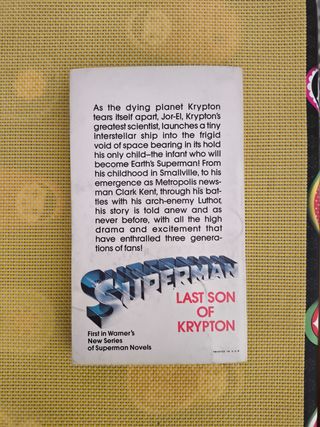 As the dying planet Krypton
tears itself apart, Jor-El, Krypton's
greatest scientist, launches a tiny
interstellar ship into the frigid
void of space bearing in its hold
his only child—the infant who will
become Earth's Superman! From
his childhood in Smallville, to his
emergence as Metropolis news-
man Clark Kent, through his bat-
tles with his arch-enemy Luthor,
his story is told anew and as
never before, with all the high
drama and excitement that
have enthralled three genera-
tions of fans!
SUPERMAN
LAST SON
OF
KRYPTON
First in Warner's
New Series
of Superman Novels
PRINTED IN U.S.A.